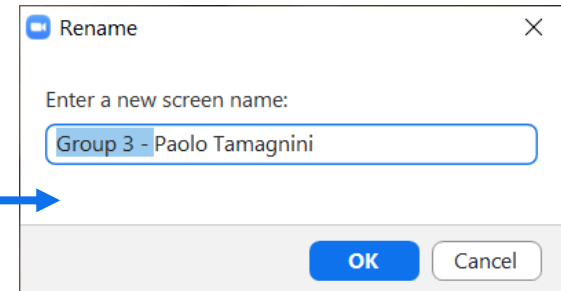 Rename
Enter a new screen name:
Group 3 - Paolo Tamagnini
OK Cancel